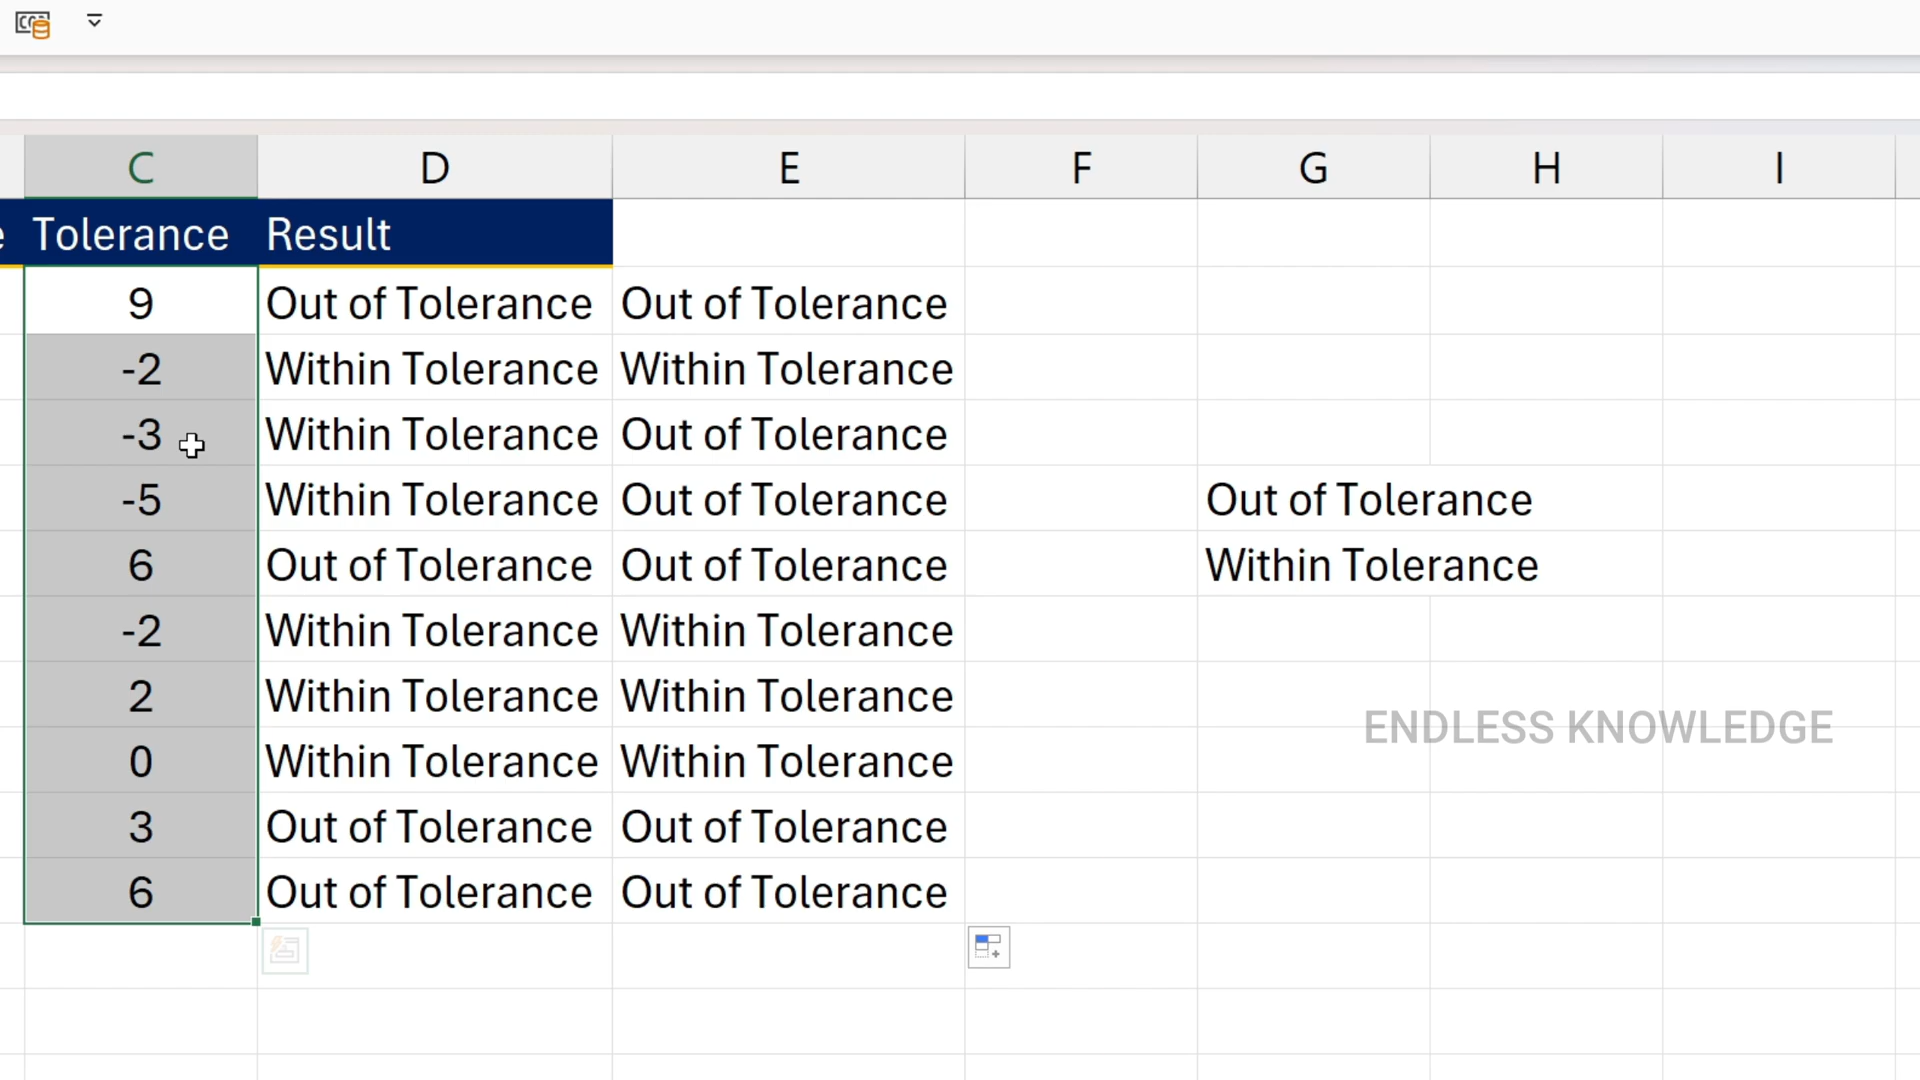 C D E F G H I
e Tolerance Result
9 Out of Tolerance Out of Tolerance
-2 Within Tolerance Within Tolerance
-3 Within Tolerance Out of Tolerance
-5 Within Tolerance Out of Tolerance Out of Tolerance
6 Out of Tolerance Out of Tolerance Within Tolerance
-2 Within Tolerance Within Tolerance
2 Within Tolerance Within Tolerance
ENDLESS KNOWLEDGE
0 Within Tolerance Within Tolerance
3 Out of Tolerance Out of Tolerance
6 Out of Tolerance Out of Tolerance